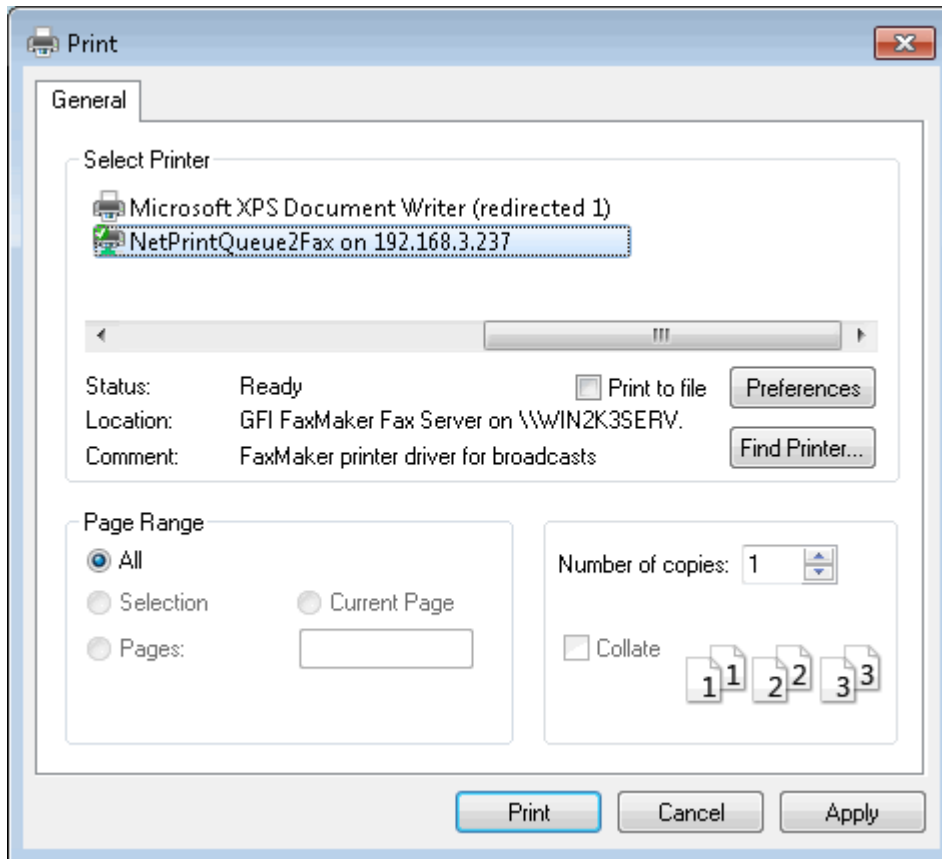 Print
General
Select Printer
Microsoft XPS Document Writer (redirected 1)
NetPrintQueue2Fax on 192.168.3.237
Status: Ready Print to file Preferences
Location: GFI FaxMaker Fax Server on \\WIN2K3SERV.
Comment: FaxMaker printer driver for broadcasts Find Printer...
Page Range
All Number of copies: 1
Selection Current Page
Pages: Collate 1 1 2 2 3 3
Print Cancel Apply